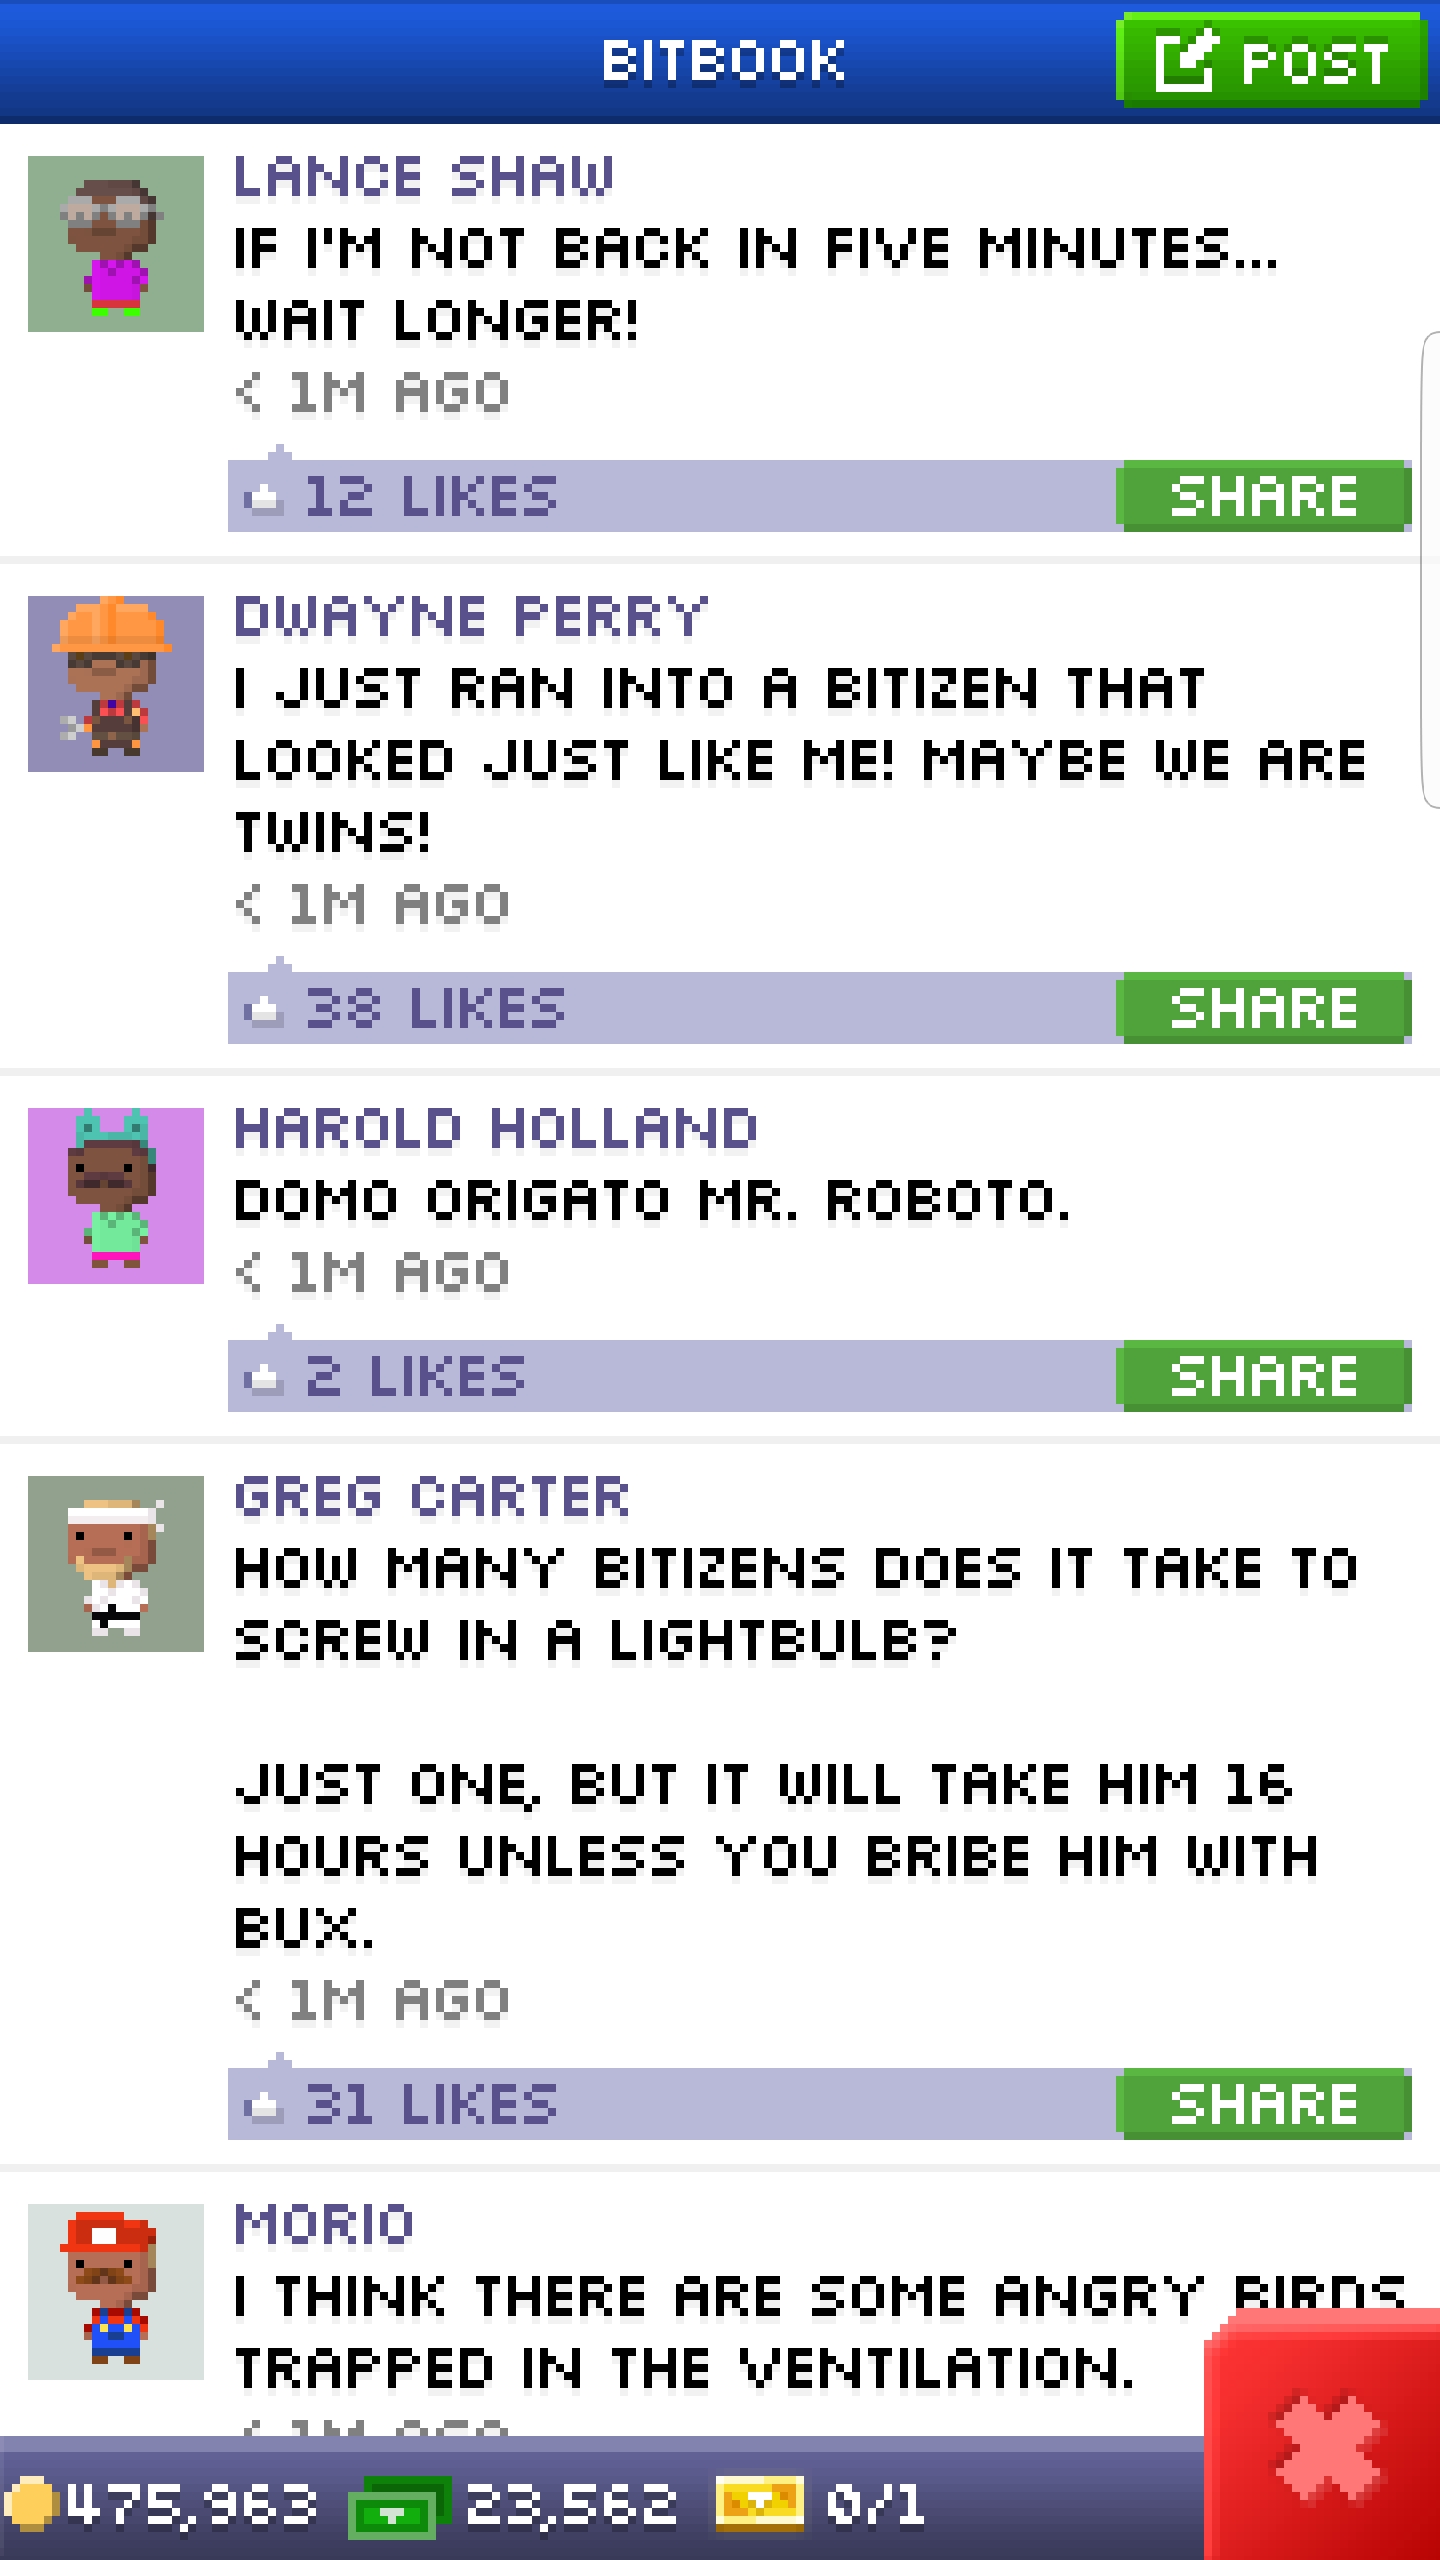 BITBOOK
POST
LANCE SHAW
IF I'M NOT BACK IN FIVE MINUTES...
WAIT LONGER!
< 1M AGO
12 LIKES
SHARE
DWAYNE PERRY
I JUST RAN INTO A BITIZEN THAT
LOOKED JUST LIKE ME! MAYBE WE ARE
TWINS!
< 1M AGO
38 LIKES
SHARE
HAROLD HOLLAND
DOMO ORIGATO MR. ROBOTO.
< 1M AGO
2 LIKES
SHARE
GREG CARTER
HOW MANY BITIZENS DOES IT TAKE TO
SCREW IN A LIGHTBULB?
JUST ONE, BUT IT WILL TAKE HIM 16
HOURS UNLESS YOU BRIBE HIM WITH
BUX.
< 1M AGO
31 LIKES
SHARE
MORIO
I THINK THERE ARE SOME ANGRY BIRDS
TRAPPED IN THE VENTILATION.
< 1M AGO
475,963
23,562
0/1